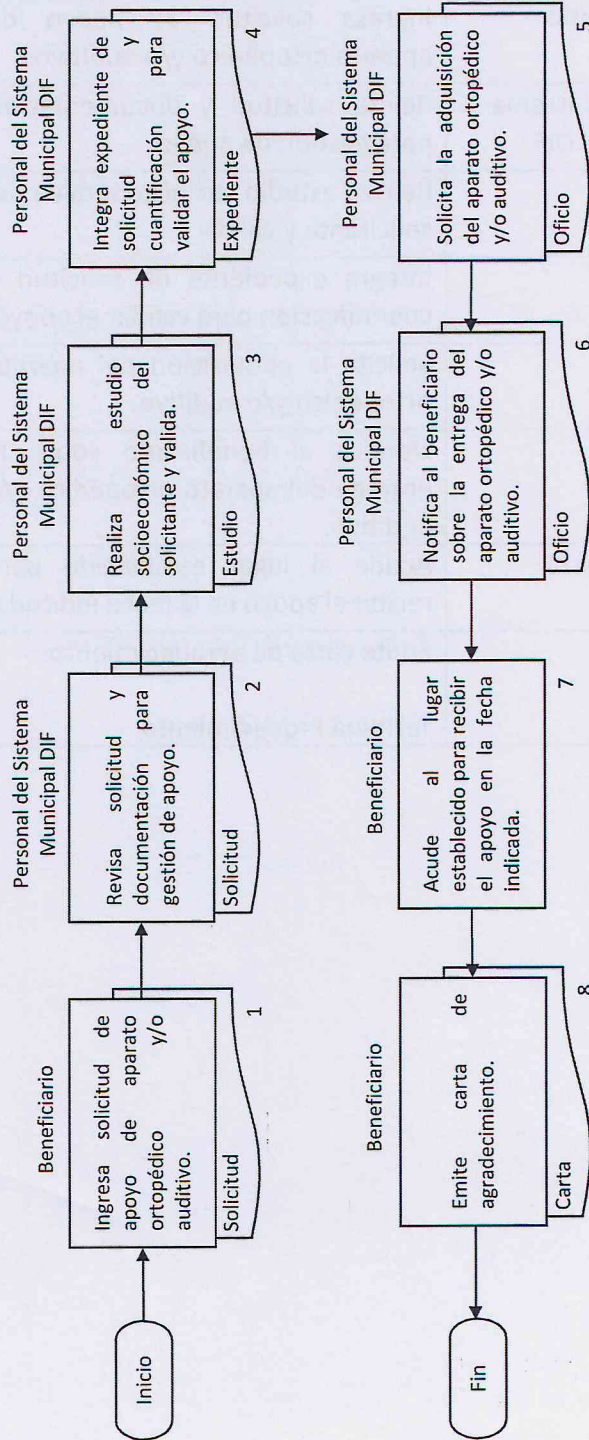 Inicio
Beneficiario
Ingresa solicitud de
apoyo de aparato
ortopédico y/o
auditivo.
Solicitud
1
Personal del Sistema
Municipal DIF
Revisa solicitud y
documentación para
gestión de apoyo.
Solicitud
2
Personal del Sistema
Municipal DIF
Realiza estudio
socioeconómico del
solicitante y valida.
Estudio
3
Personal del Sistema
Municipal DIF
Integra expediente de
solicitud y
cuantificación para
validar el apoyo.
Expediente
4
Personal del Sistema
Municipal DIF
Solicita la adquisición
del aparato ortopédico
y/o auditivo.
Oficio
5
Personal del Sistema
Municipal DIF
Notifica al beneficiario
sobre la entrega del
aparato ortopédico y/o
auditivo.
Oficio
6
Beneficiario
Acude al lugar
establecido para recibir
el apoyo en la fecha
indicada.
7
Beneficiario
Emite carta de
agradecimiento.
Carta
8
Fin